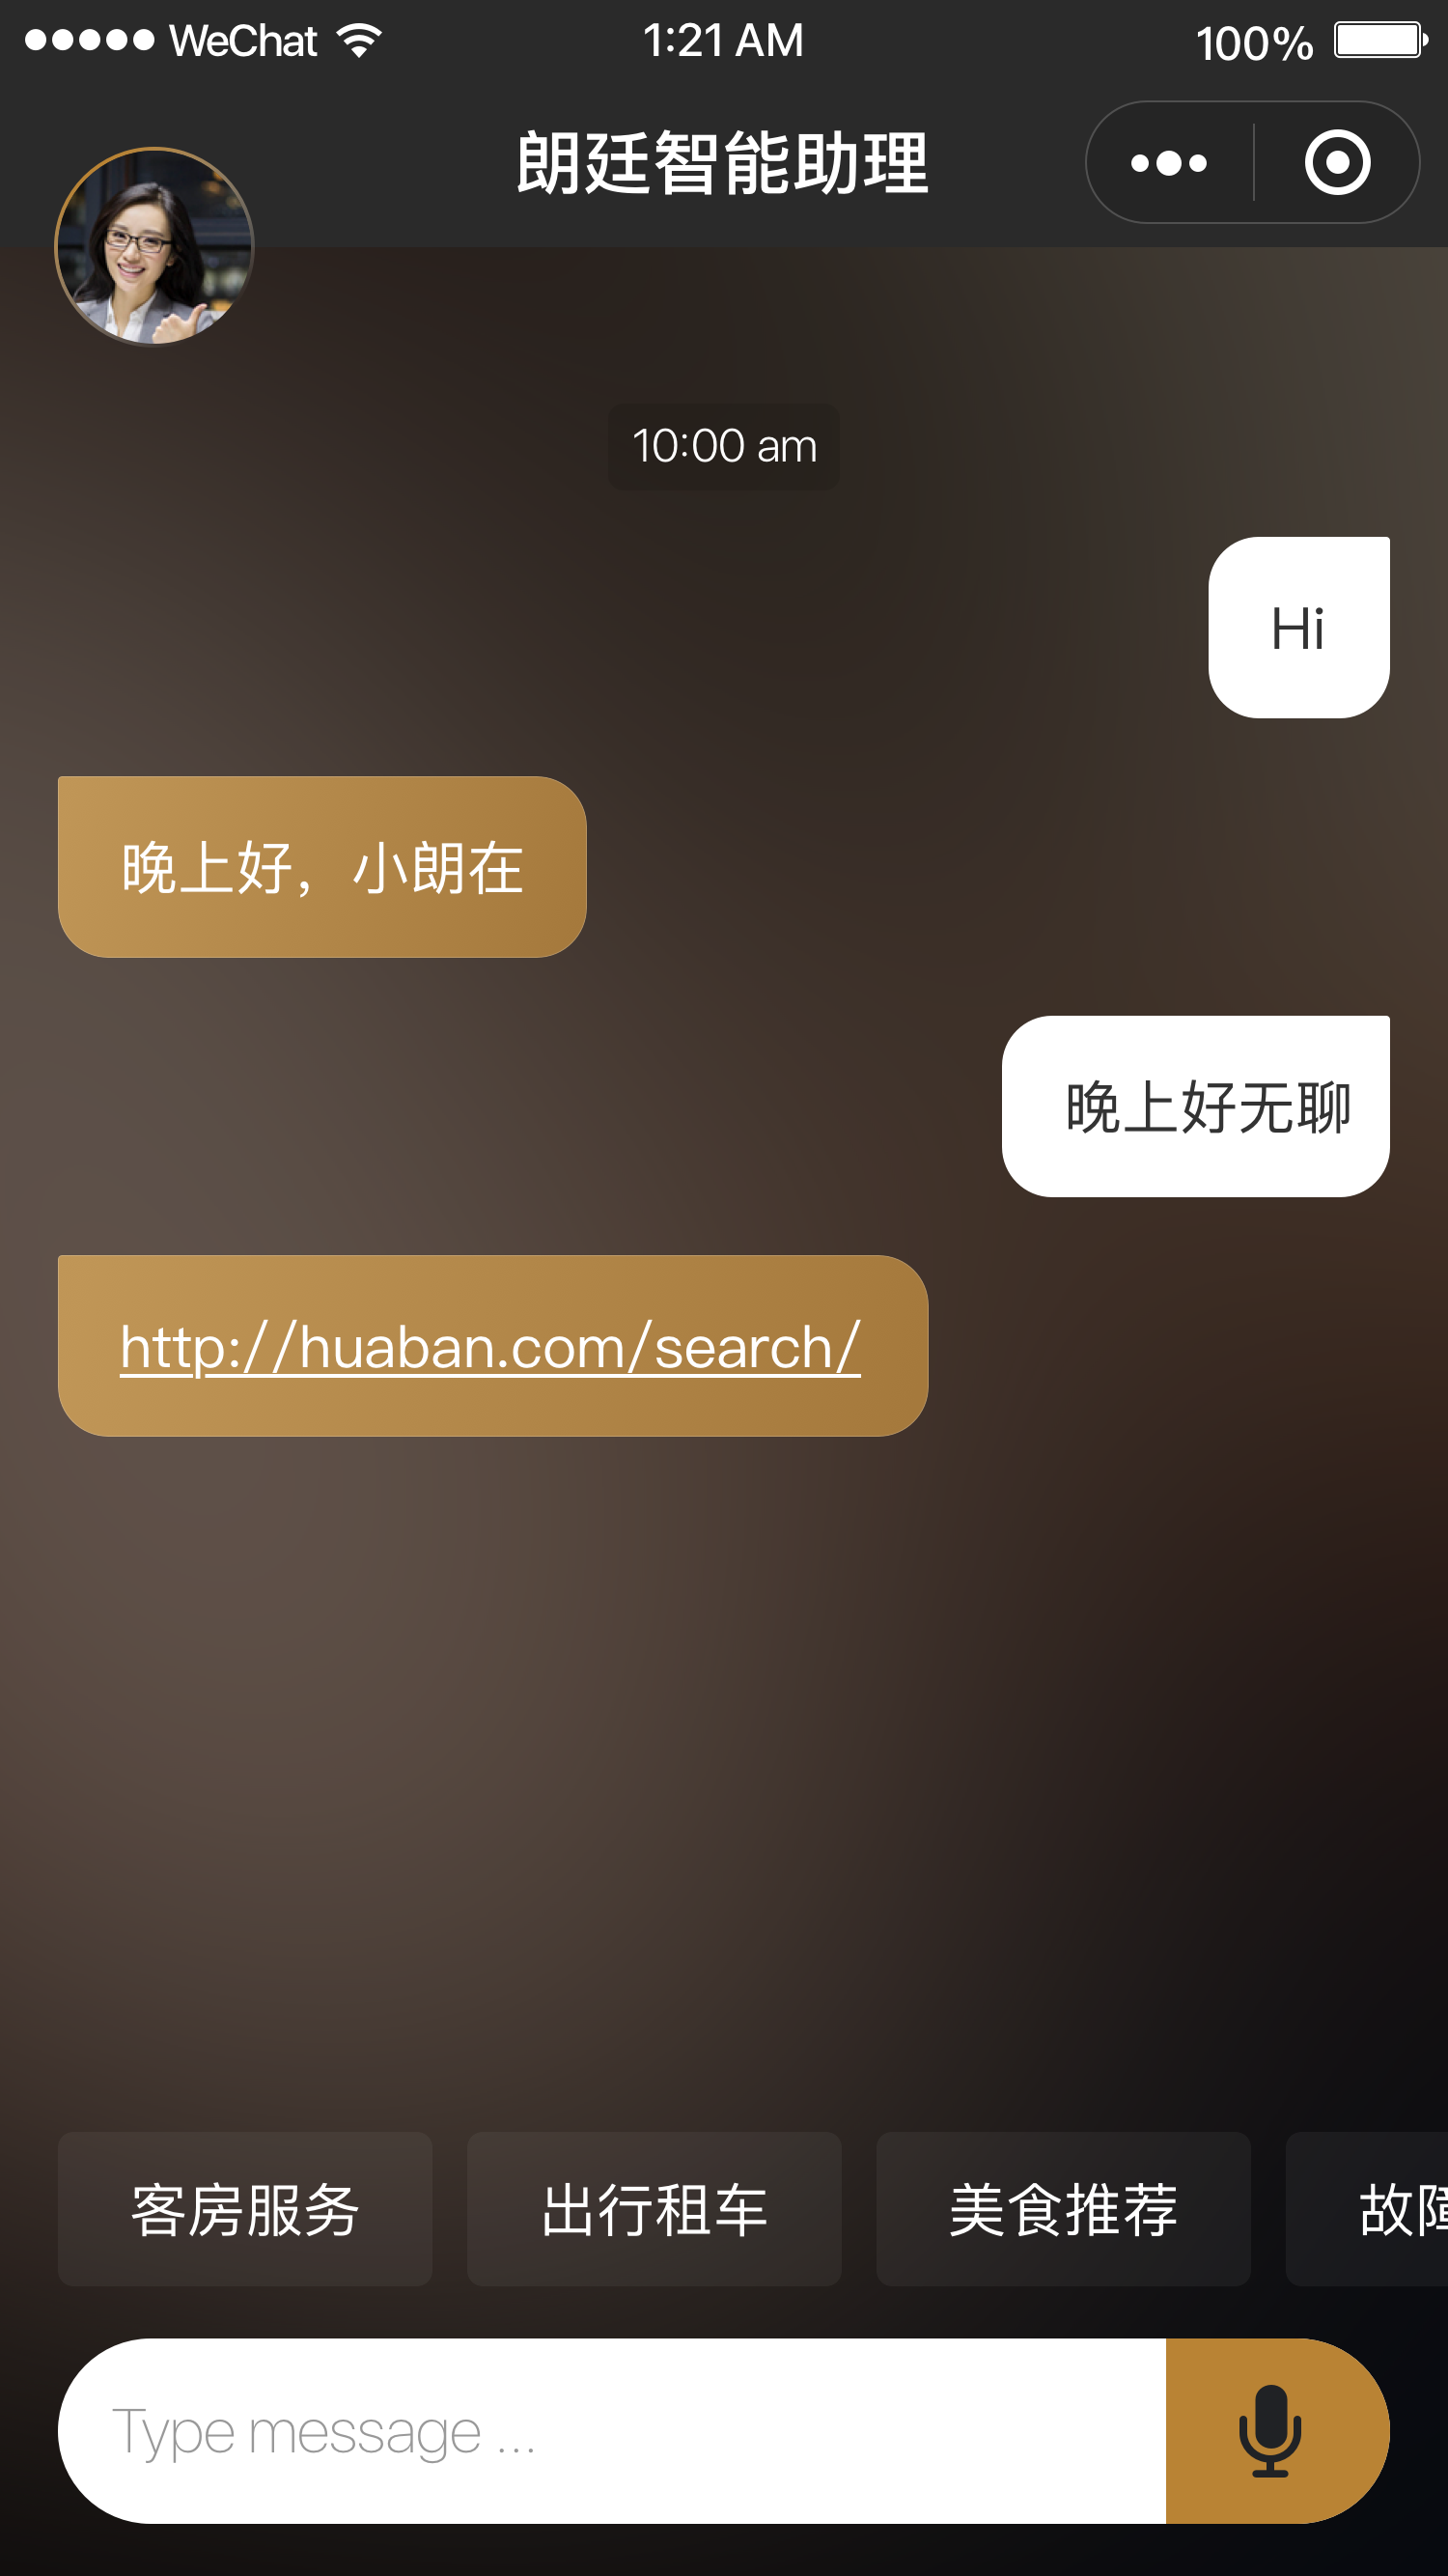 WeChat 1:21 AM 100%
朗廷智能助理
10:00 am
Hi
晚上好，小朗在
晚上好无聊
http://huaban.com/search/
客房服务 出行租车 美食推荐 故障
Type message ...